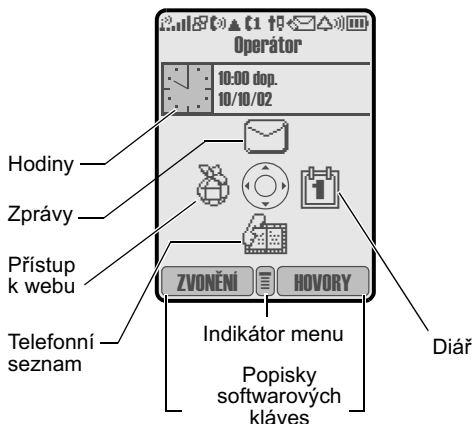 Operátor
10:00 dop.
10/10/02
Hodiny
Zprávy
1
Přístup
k webu
ZVONĚNÍ
HOVORY
Telefonní
seznam
Indikátor menu
Diář
Popisky
softwarových
kláves